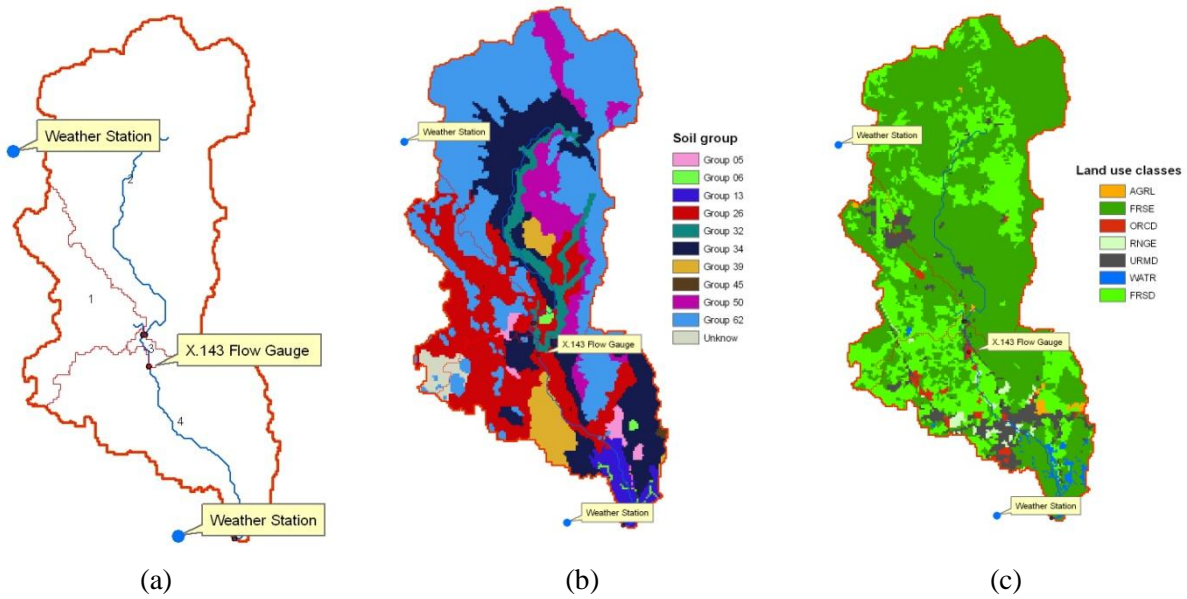 Weather Station
2
1
3
X.143 Flow Gauge
4
Weather Station
(a)
Weather Station
Soil group
Group 05
Group 06
Group 13
Group 26
Group 32
Group 34
Group 39
Group 45
Group 50
Group 62
Unknow
X.143 Flow Gauge
Weather Station
(b)
Weather Station
Land use classes
AGRL
FRSE
ORCD
RNGE
URMD
WATR
FRSD
X.143 Flow Gauge
Weather Station
(c)